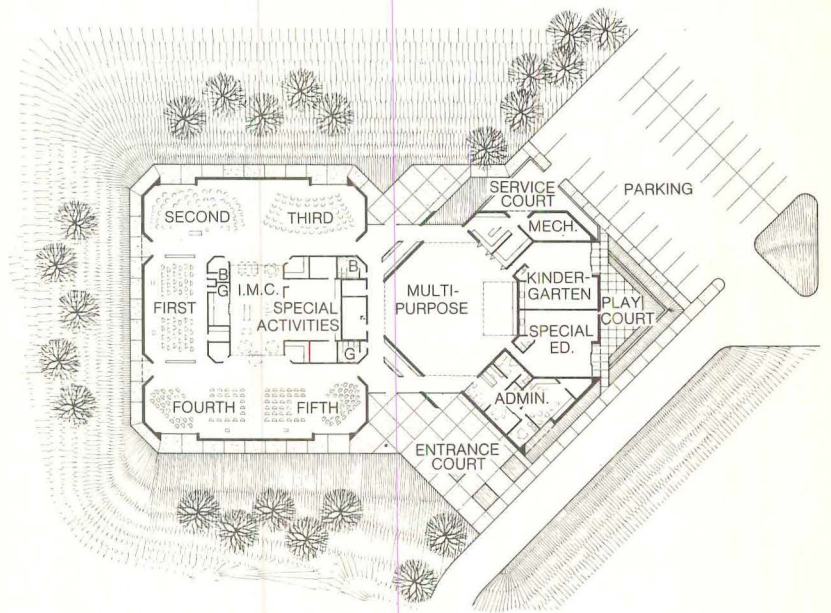 PARKING
SERVICE
COURT
MECH.
SECOND
THIRD
B
B
G
I.M.C.
KINDER-
GARTEN
FIRST
SPECIAL
ACTIVITIES
MULTI-
PURPOSE
PLAY
COURT
SPECIAL
ED.
G
ADMIN.
FOURTH
FIFTH
ENTRANCE
COURT